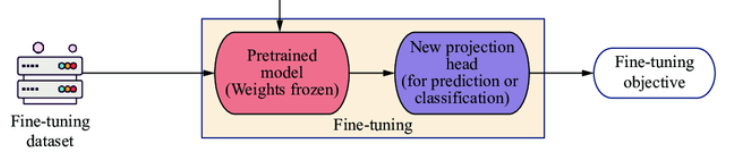 Fine-tuning
dataset
Pretrained
model
(Weights frozen)
New projection
head
(for prediction or
classification)
Fine-tuning
Fine-tuning
objective